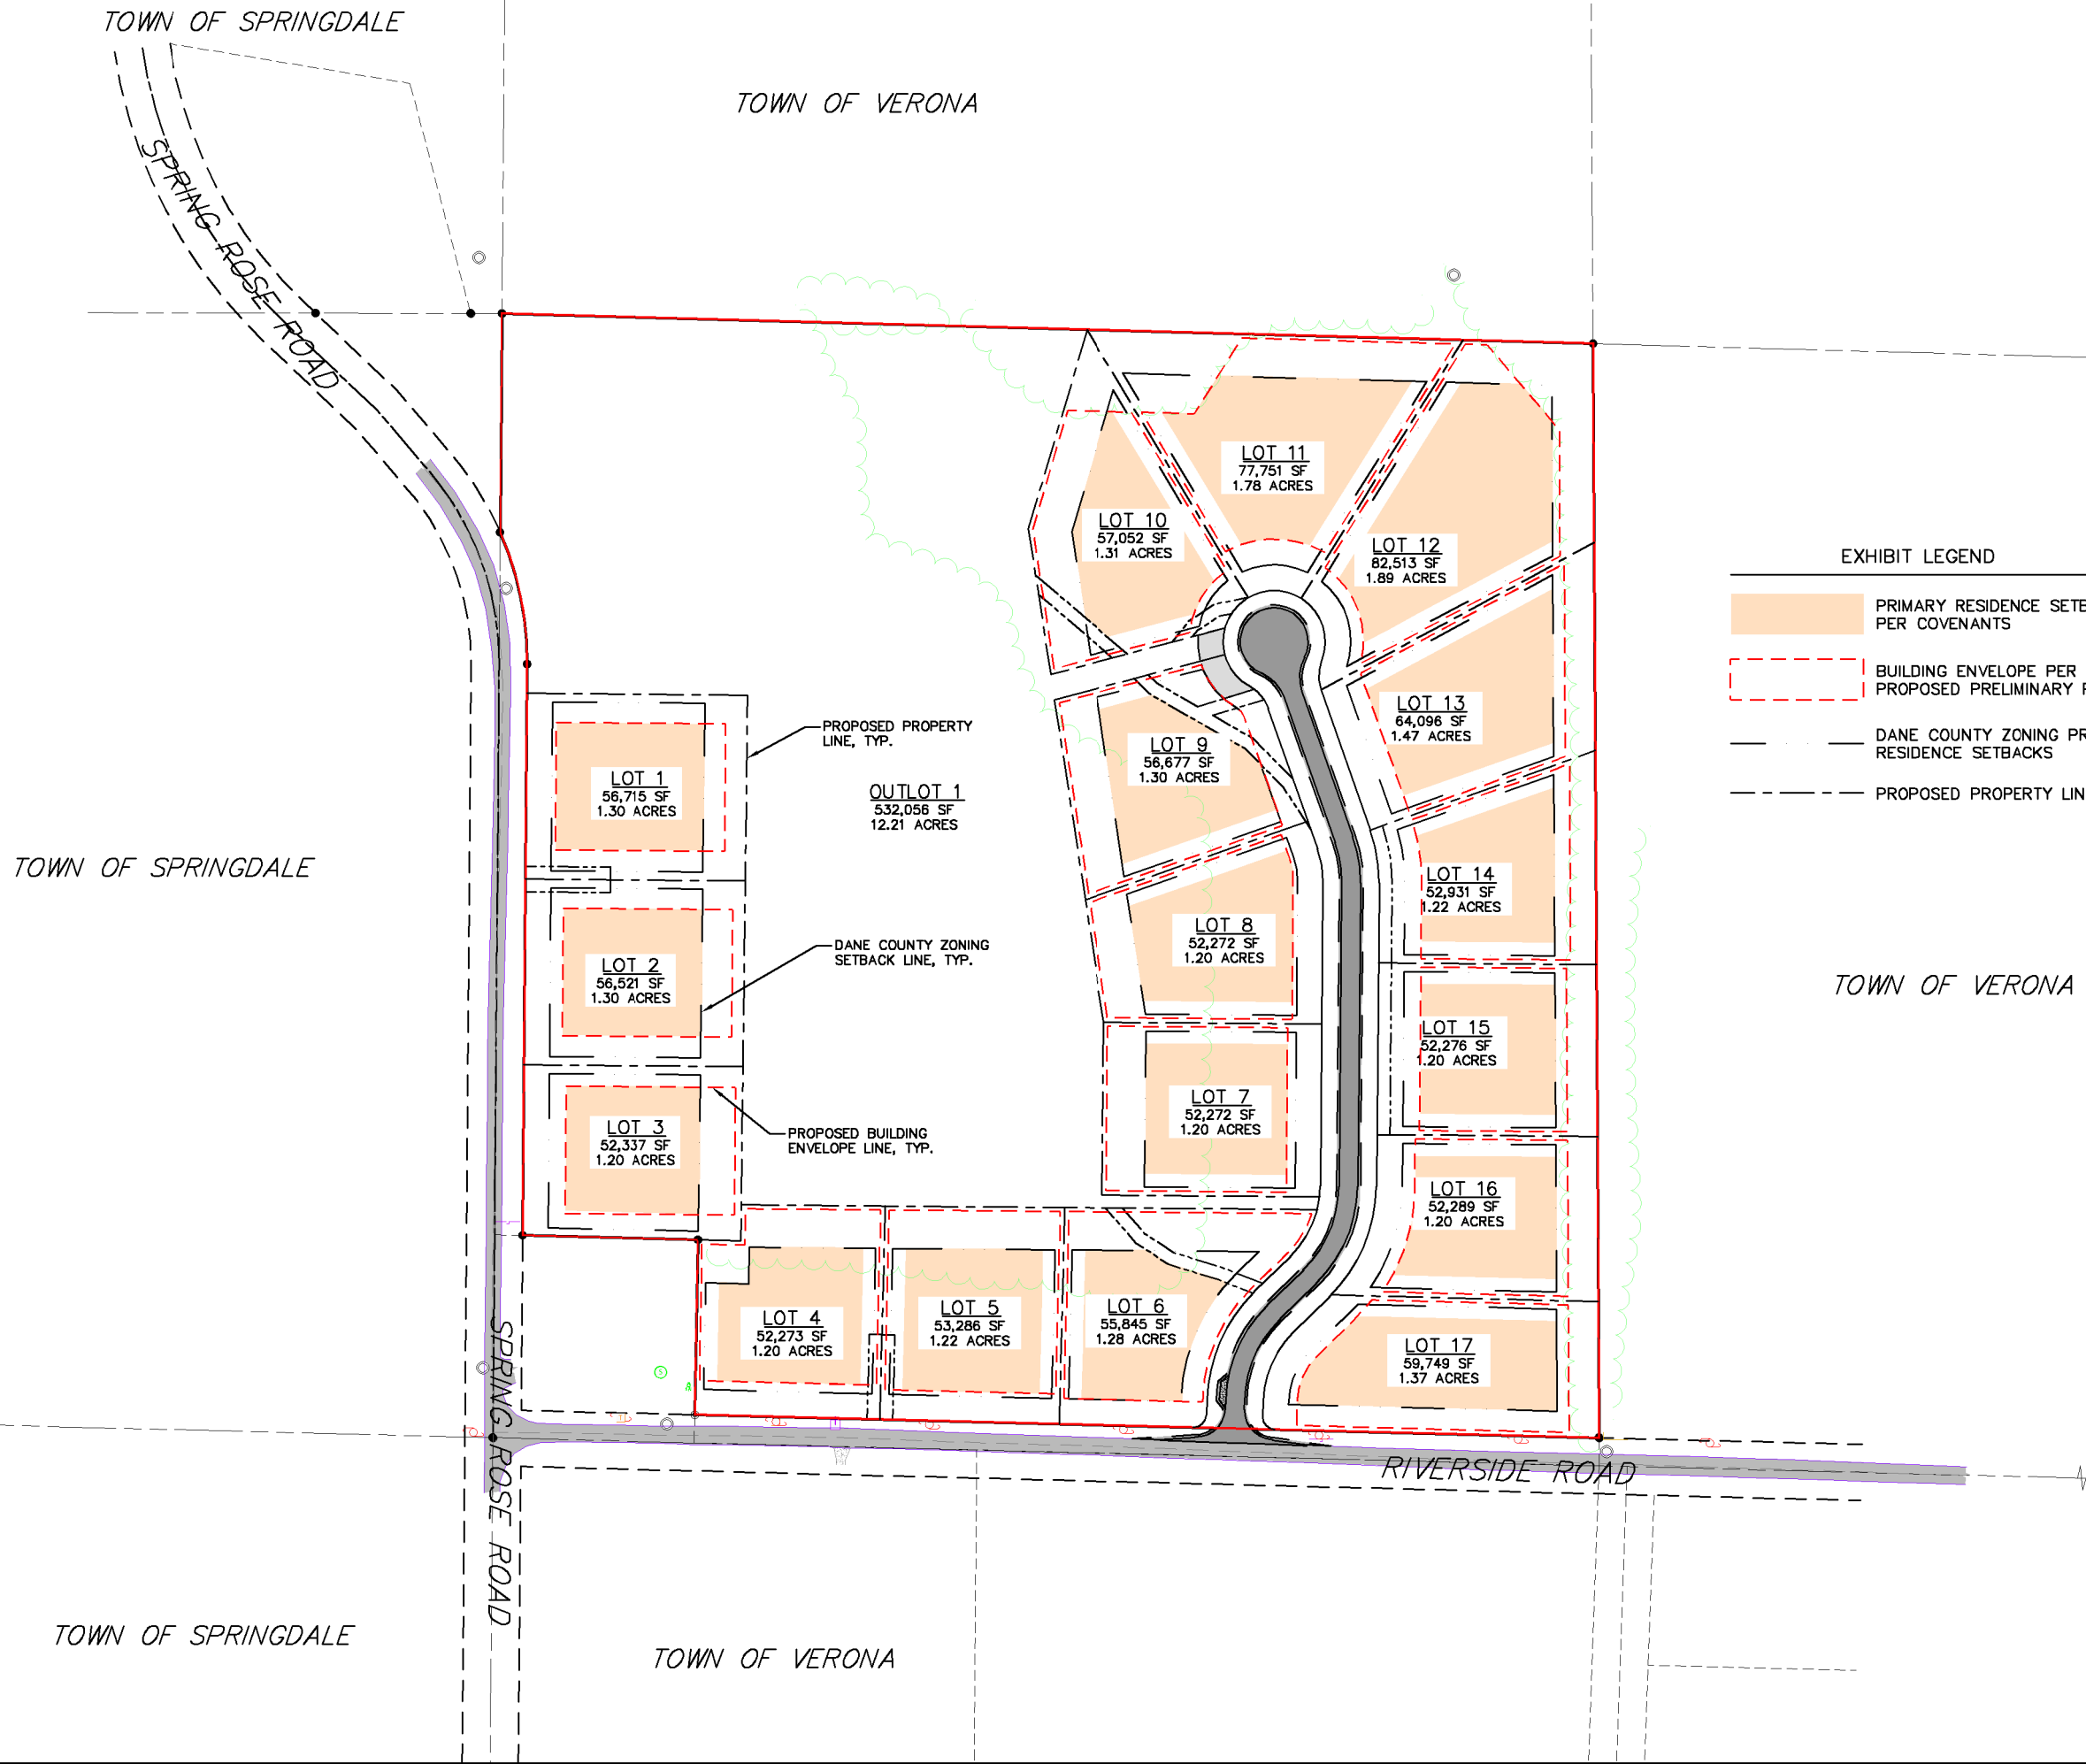 TOWN OF SPRINGDALE
TOWN OF VERONA
SPRING ROSE ROAD
LOT 11
77,751 SF
1.78 ACRES
LOT 10
57,052 SF
1.31 ACRES
LOT 12
82,513 SF
1.89 ACRES
EXHIBIT LEGEND
PRIMARY RESIDENCE SETB
PER COVENANTS
BUILDING ENVELOPE PER
PROPOSED PRELIMINARY P
DANE COUNTY ZONING PR
RESIDENCE SETBACKS
PROPOSED PROPERTY LIN
LOT 13
64,096 SF
1.47 ACRES
PROPOSED PROPERTY
LINE, TYP.
LOT 9
56,677 SF
1.30 ACRES
LOT 1
56,715 SF
1.30 ACRES
OUTLOT 1
532,056 SF
12.21 ACRES
TOWN OF SPRINGDALE
LOT 14
52,931 SF
1.22 ACRES
LOT 8
52,272 SF
1.20 ACRES
DANE COUNTY ZONING
SETBACK LINE, TYP.
LOT 2
56,521 SF
1.30 ACRES
TOWN OF VERONA
LOT 15
52,276 SF
1.20 ACRES
LOT 7
52,272 SF
1.20 ACRES
LOT 3
52,337 SF
1.20 ACRES
PROPOSED BUILDING
ENVELOPE LINE, TYP.
LOT 16
52,289 SF
1.20 ACRES
LOT 4
52,273 SF
1.20 ACRES
LOT 5
53,286 SF
1.22 ACRES
LOT 6
55,845 SF
1.28 ACRES
LOT 17
59,749 SF
1.37 ACRES
SPRING ROSE ROAD
RIVERSIDE ROAD
TOWN OF SPRINGDALE
TOWN OF VERONA